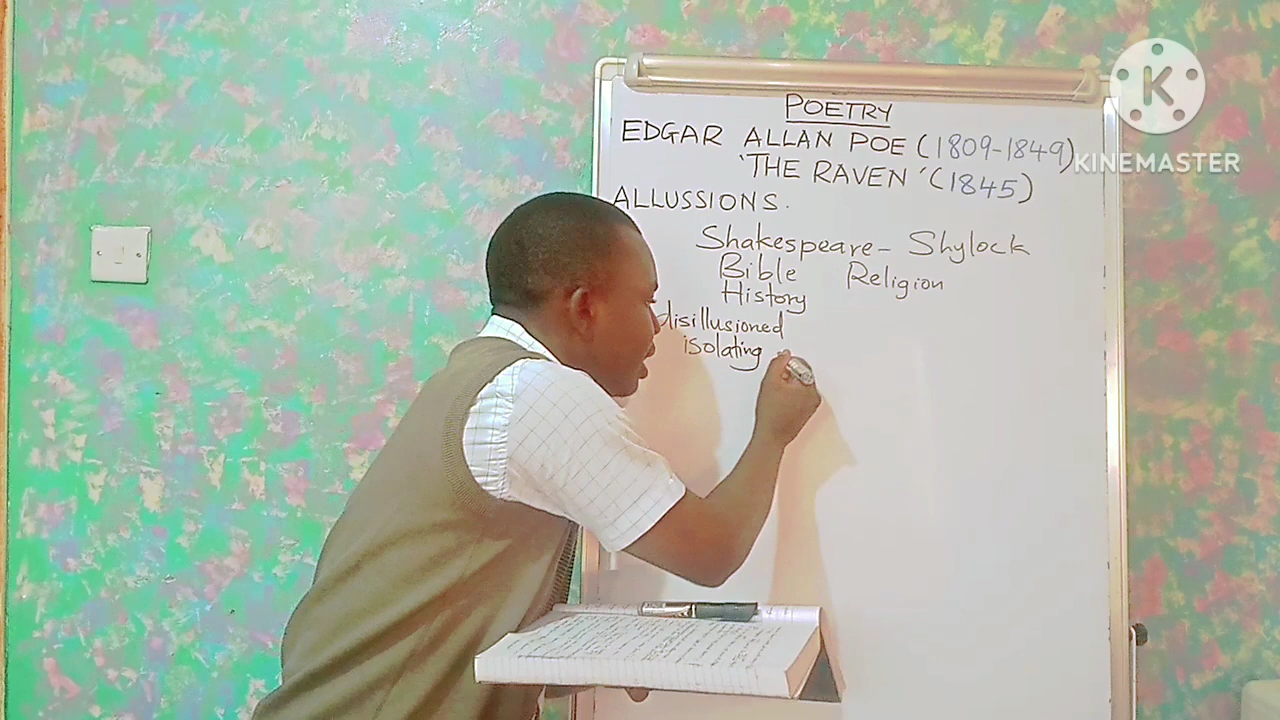 POETRY
EDGAR ALLAN POE (1809-1849)
'THE RAVEN' (1845)
ALLUSSIONS.
Shakespeare - Shylock
Bible Religion
History
disillusioned
isolating
K
KINEMASTER